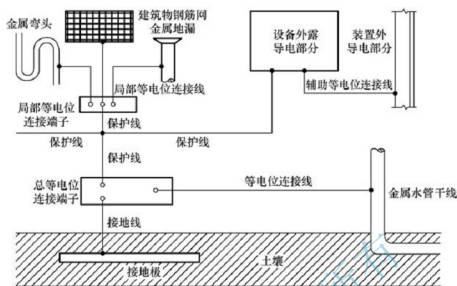 金属弯头
建筑物钢筋网
金属地漏
设备外露
导电部分
装置外
导电部分
局部等电位连接线
辅助等电位连接线
局部等电位
连接端子
保护线
保护线
保护线
保护线
总等电位
连接端子
等电位连接线
金属水管干线
接地线
接地极
土壤